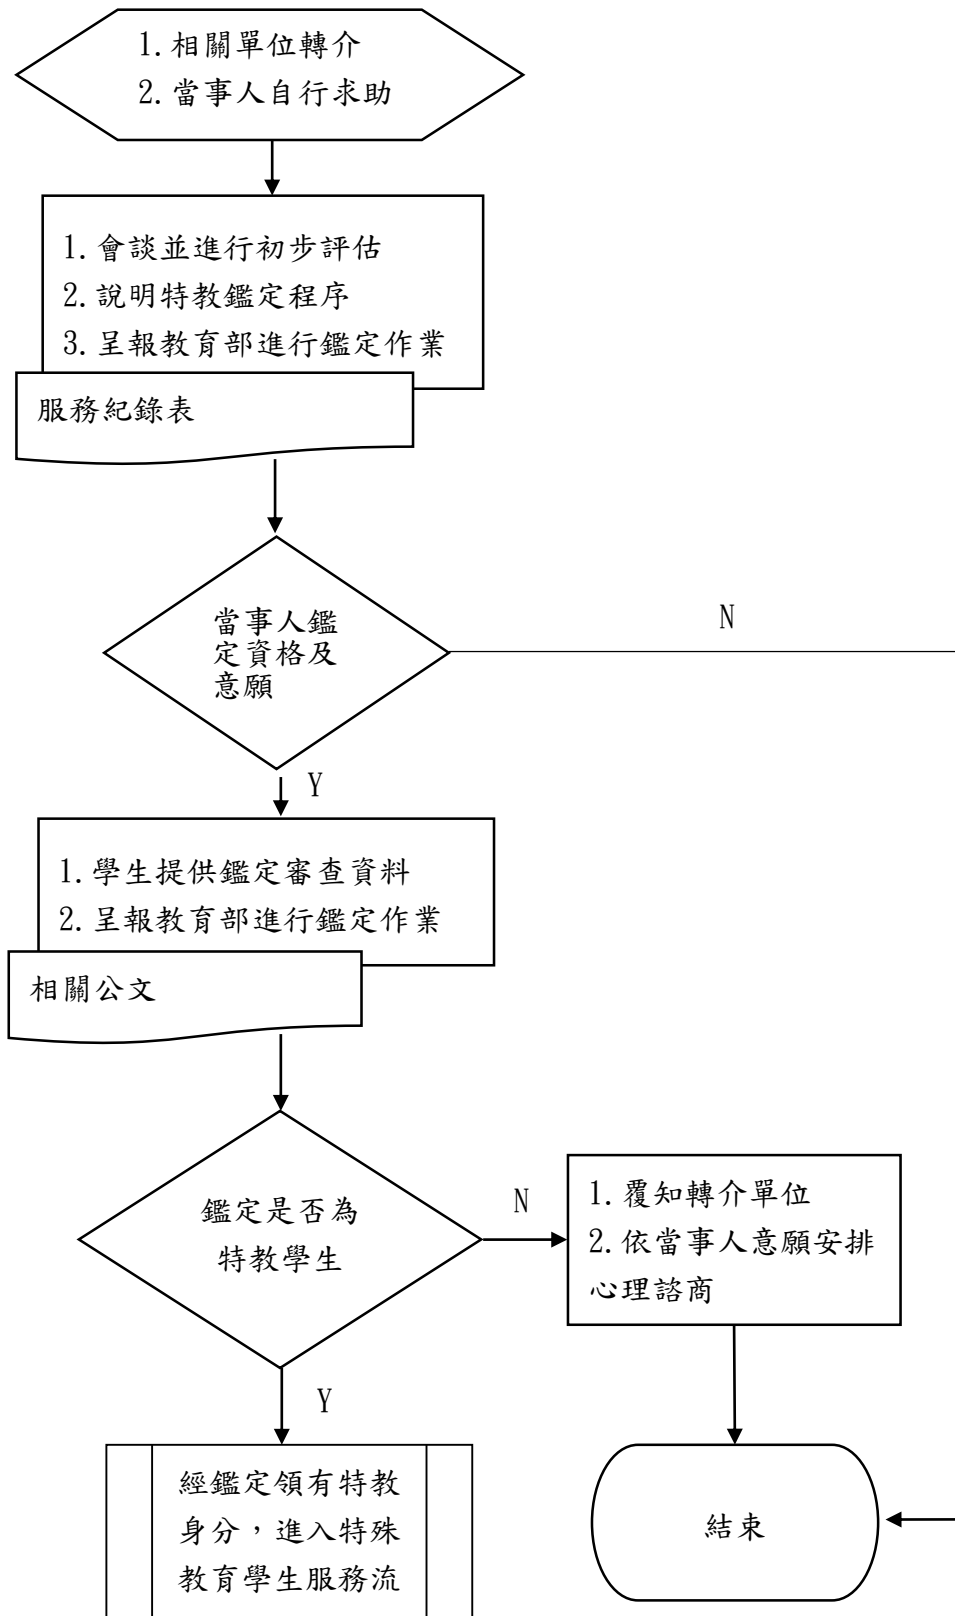 1.相關單位轉介
2.當事人自行求助
1.會談並進行初步評估
2.說明特教鑑定程序
3.呈報教育部進行鑑定作業
服務紀錄表
當事人鑑
定資格及
意願
N
Y
1.學生提供鑑定審查資料
2.呈報教育部進行鑑定作業
相關公文
鑑定是否為
特教學生
N
1.覆知轉介單位
2.依當事人意願安排
心理諮商
Y
經鑑定領有特教
身分，進入特殊
教育學生服務流
結束